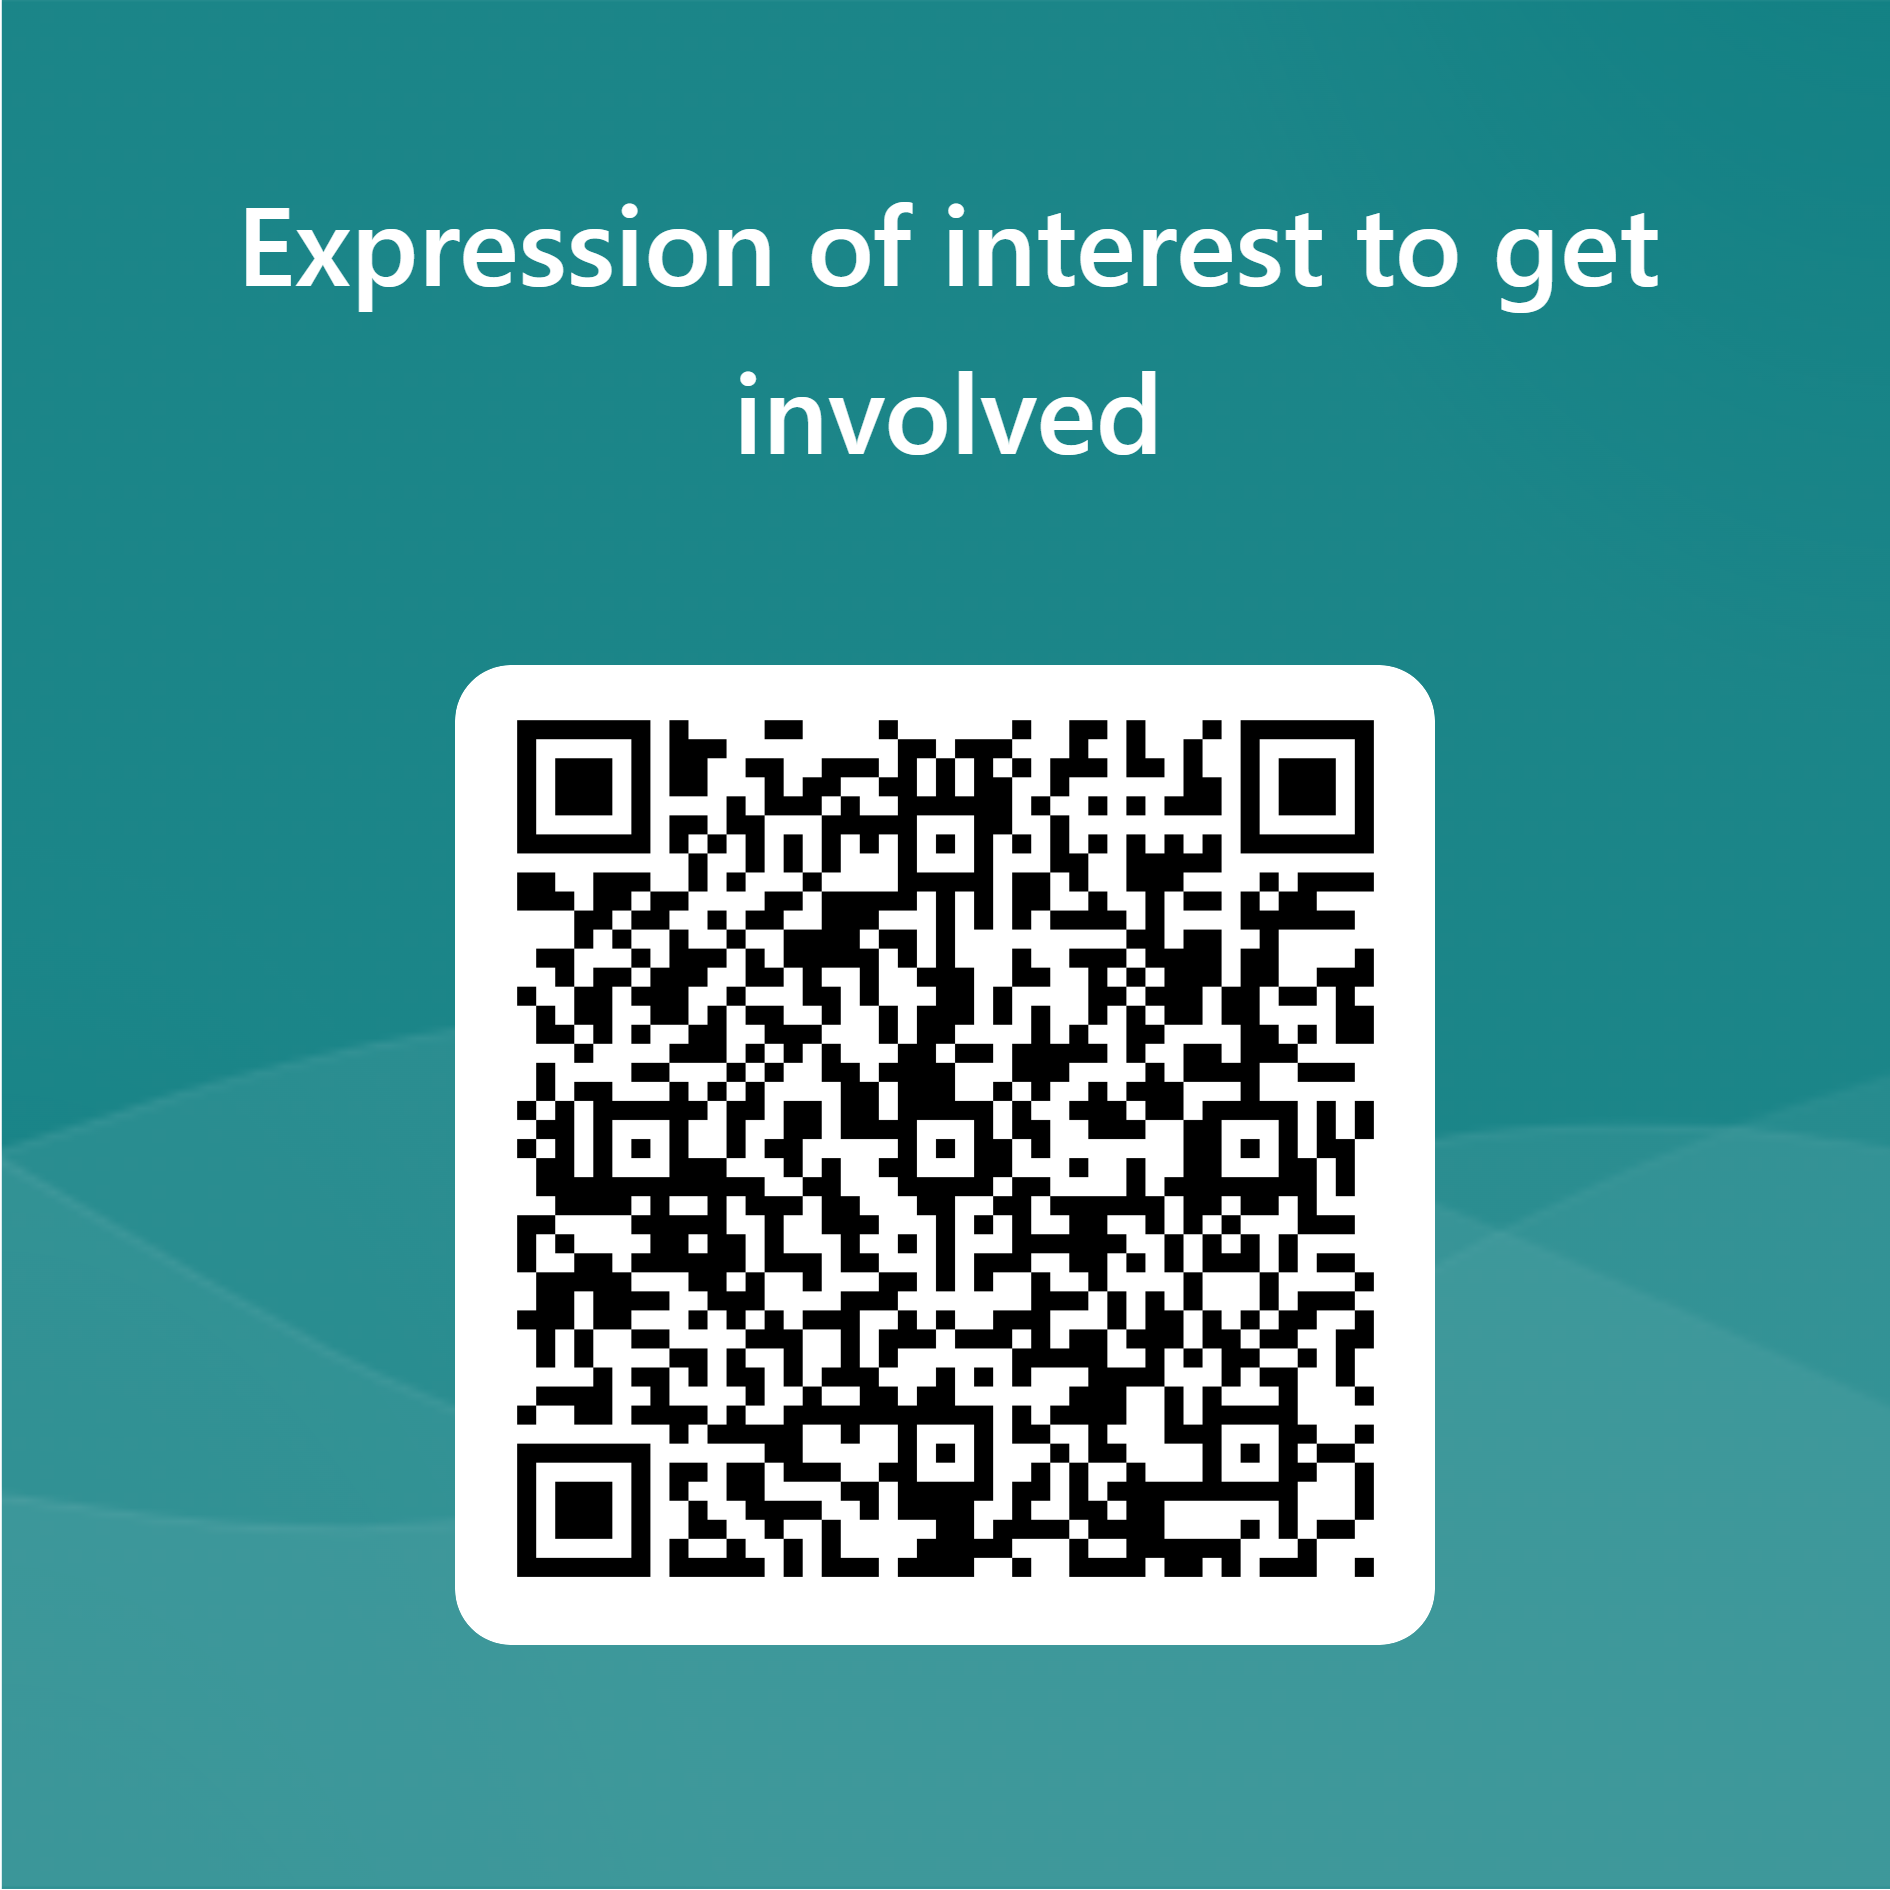 Expression of interest to get
involved